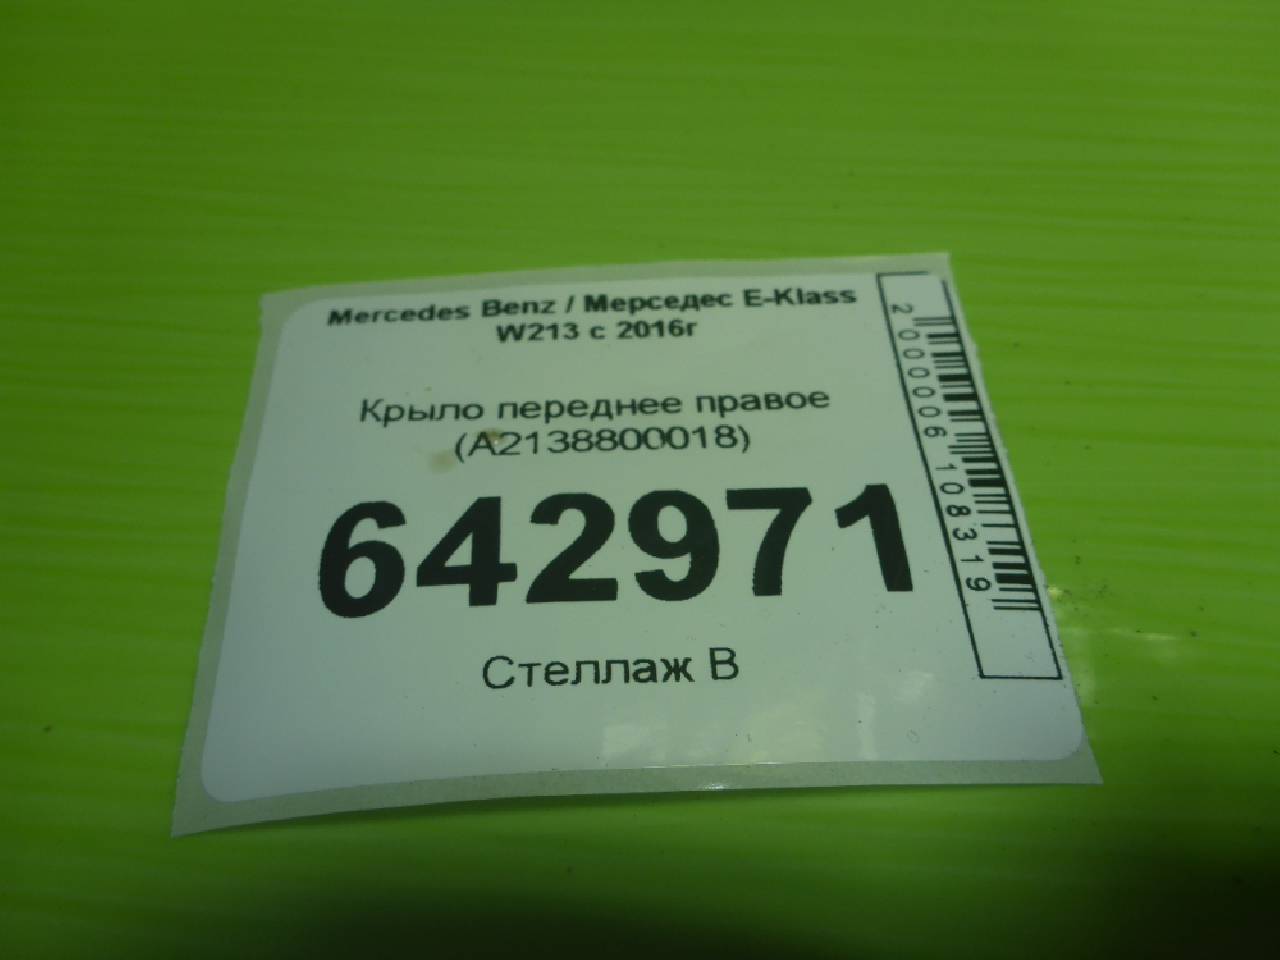 Mercedes Benz / Мерседес E-Klass
W213 с 2016г
Крыло переднее правое
(A2138800018)
642971
Стеллаж В
2000006108319